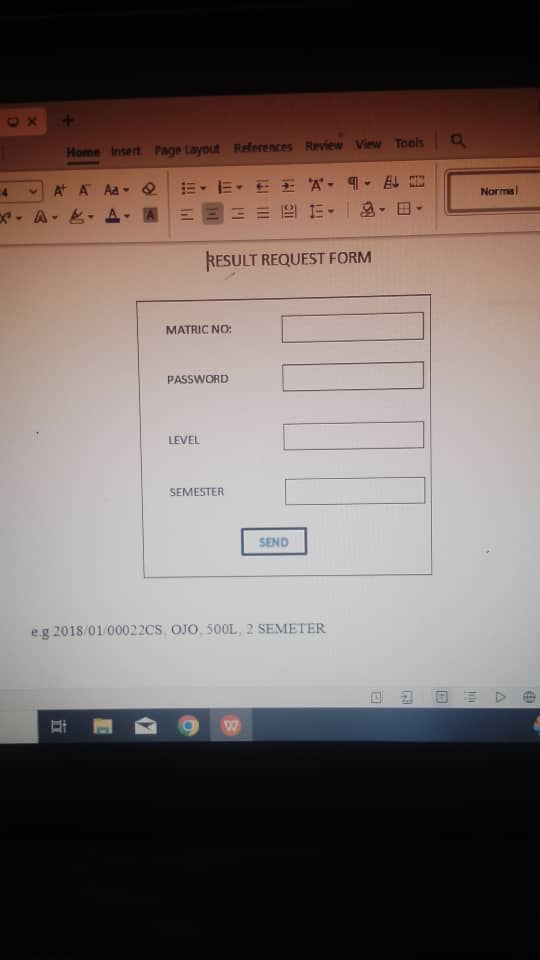 Home Insert Page Layout References Review View Tools
Aa
Normal
RESULT REQUEST FORM
MATRIC NO:
PASSWORD
LEVEL
SEMESTER
SEND
e.g 2018/01/00022CS, OJO, 500L, 2 SEMETER